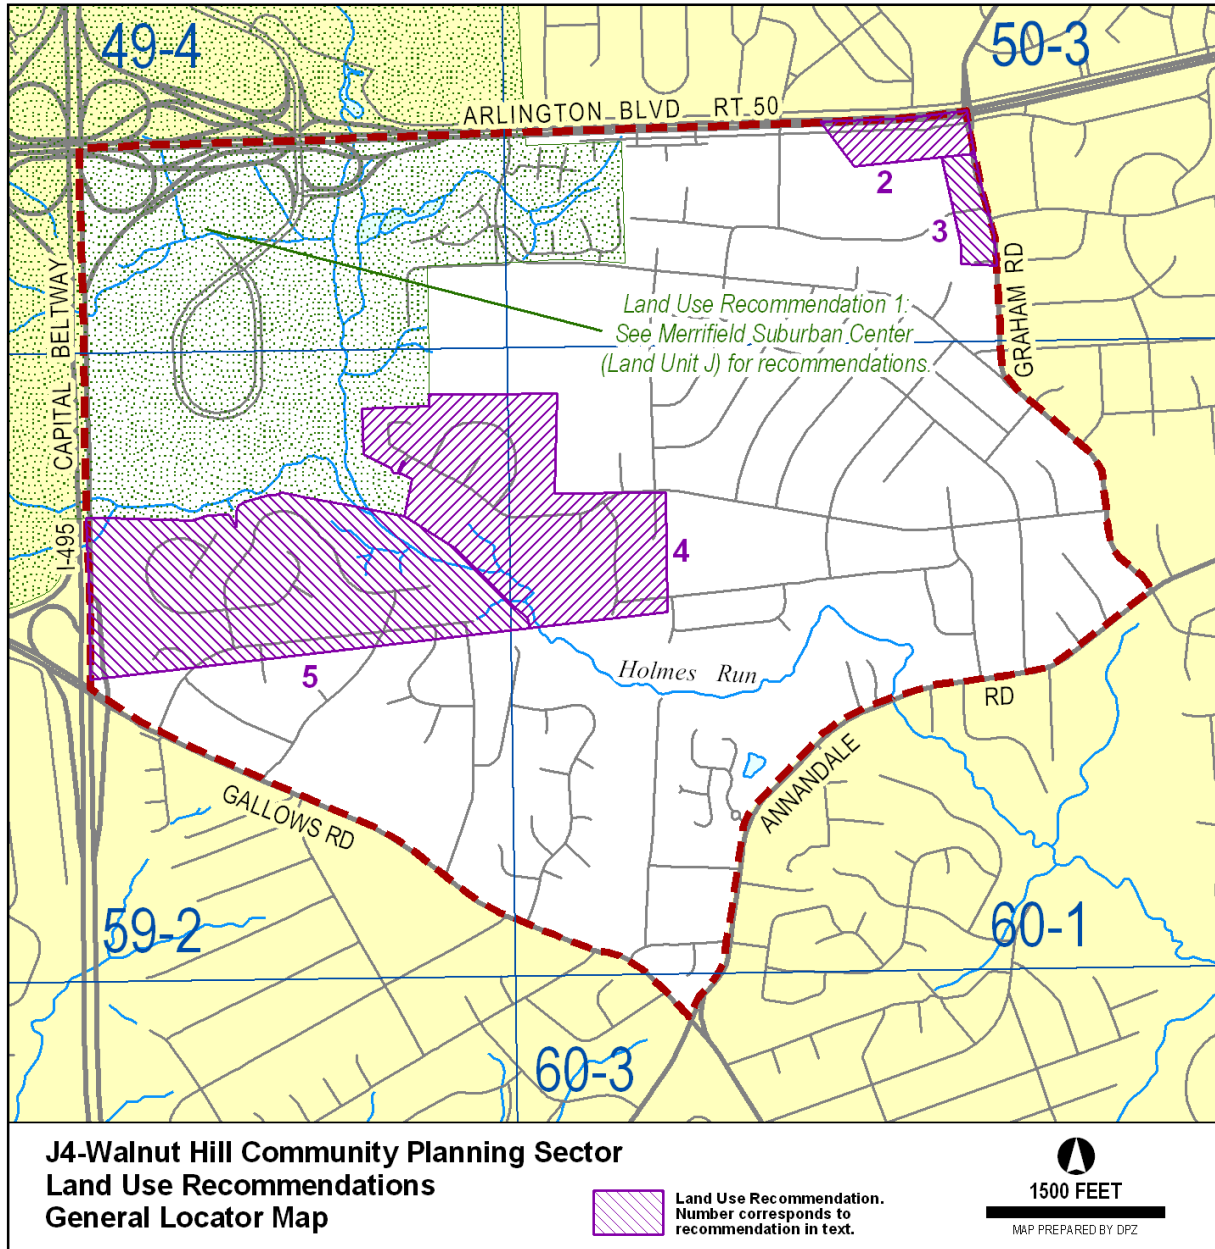 49-4
50-3
ARLINGTON BLVD RT 50
2
3
I-495 CAPITAL BELTWAY
GRAHAM RD
Land Use Recommendation 1:
See Merrifield Suburban Center
(Land Unit J) for recommendations.
4
5
Holmes Run
RD
ANNANDALE
GALLOWS RD
59-2
60-1
60-3
J4-Walnut Hill Community Planning Sector
Land Use Recommendations
General Locator Map
Land Use Recommendation.
Number corresponds to
recommendation in text.
1500 FEET
MAP PREPARED BY DPZ